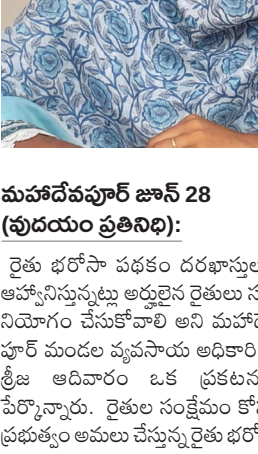 మహాదేవపూర్ జూన్ 28
(వుదయం ప్రతినిధి):
రైతు భరోసా పథకం దరఖాస్తుల
ఆహ్వానిస్తున్నట్లు అర్హులైన రైతులు స
నియోగం చేసుకోవాలి అని మహాదే
పూర్ మండల వ్యవసాయ అధికారి
శ్రీజ ఆదివారం ఒక ప్రకటన
పేర్కొన్నారు. రైతుల సంక్షేమం కో
ప్రభుత్వం అమలు చేస్తున్న రైతు భరో